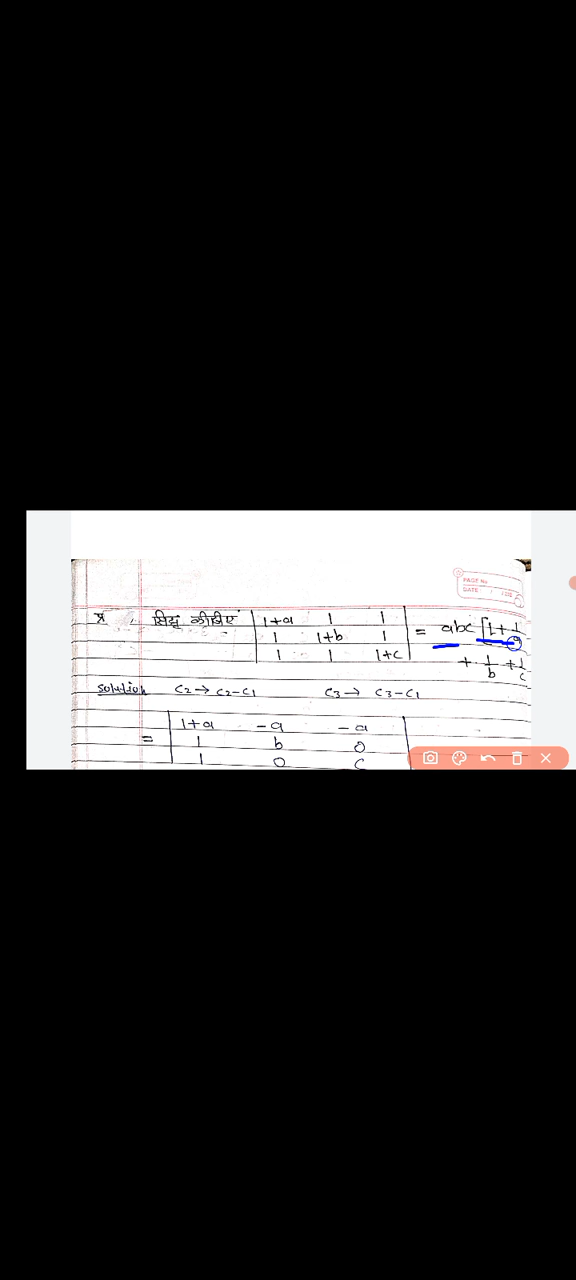 PAGE No
DATE
प्र. सिद्ध कीजिए |1+a 1 1| = abc [1+1/a
|1 1+b 1|
|1 1 1+c| + 1/b + 1/c
Solution C2→C2-C1 C3→C3-C1
= |1+a -a -a|
|1 b 0|
|1 0 C|